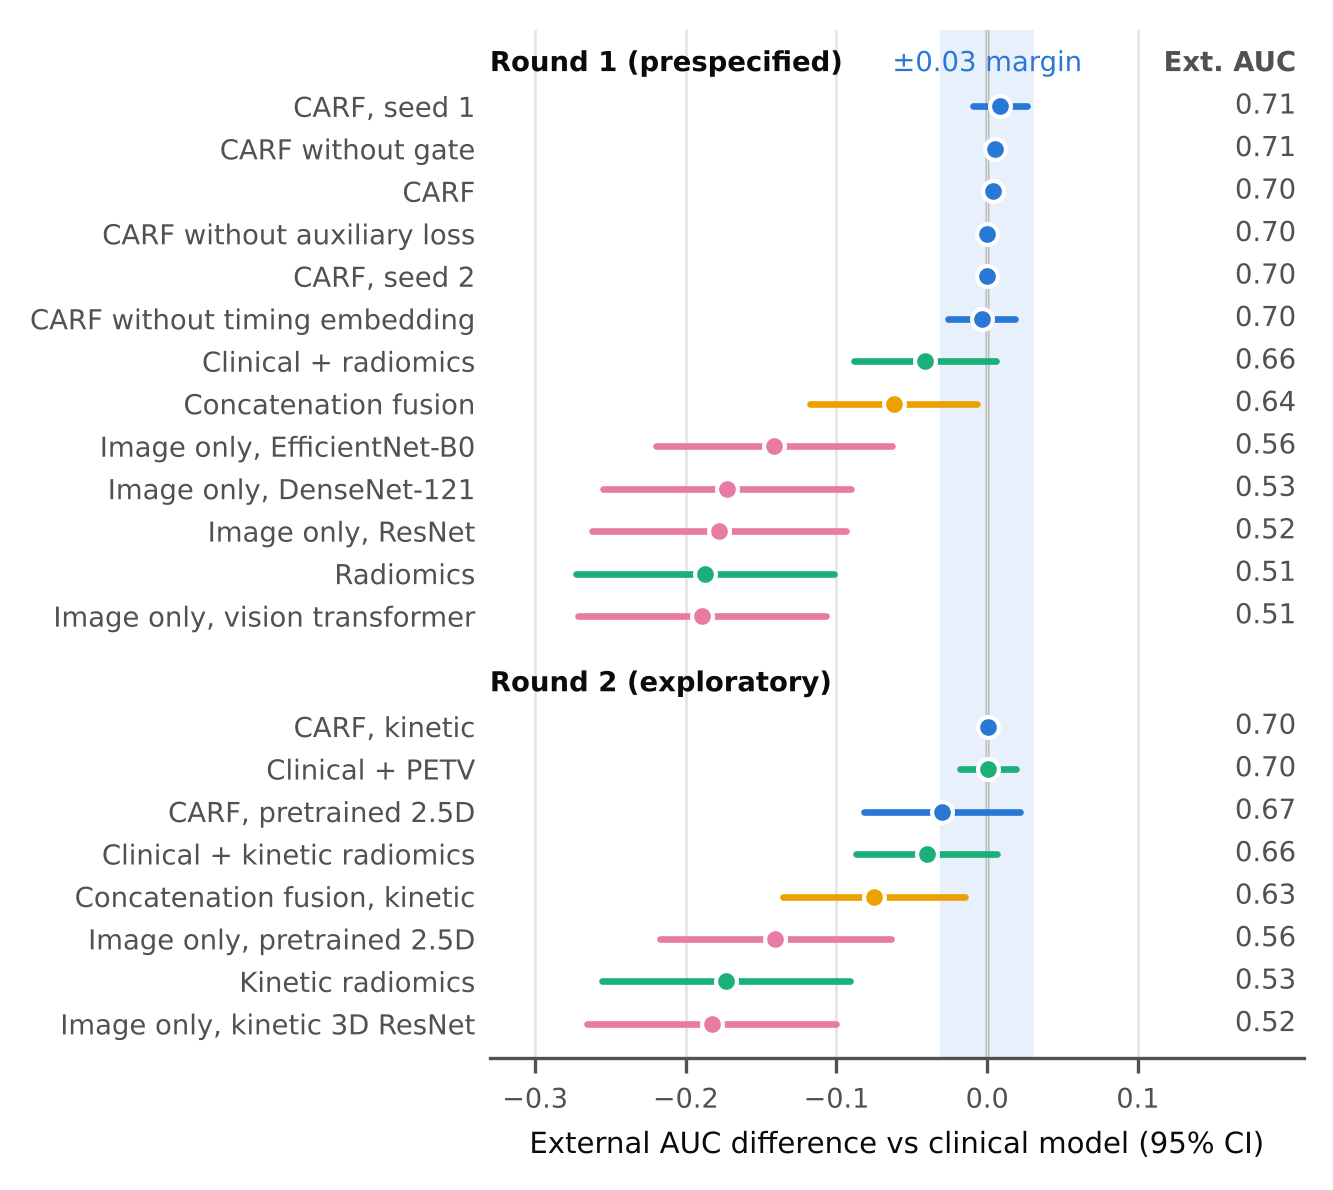 Round 1 (prespecified) ±0.03 margin Ext. AUC
CARF, seed 1 0.71
CARF without gate 0.71
CARF 0.70
CARF without auxiliary loss 0.70
CARF, seed 2 0.70
CARF without timing embedding 0.70
Clinical + radiomics 0.66
Concatenation fusion 0.64
Image only, EfficientNet-B0 0.56
Image only, DenseNet-121 0.53
Image only, ResNet 0.52
Radiomics 0.51
Image only, vision transformer 0.51
Round 2 (exploratory)
CARF, kinetic 0.70
Clinical + PETV 0.70
CARF, pretrained 2.5D 0.67
Clinical + kinetic radiomics 0.66
Concatenation fusion, kinetic 0.63
Image only, pretrained 2.5D 0.56
Kinetic radiomics 0.53
Image only, kinetic 3D ResNet 0.52
−0.3 −0.2 −0.1 0.0 0.1
External AUC difference vs clinical model (95% CI)